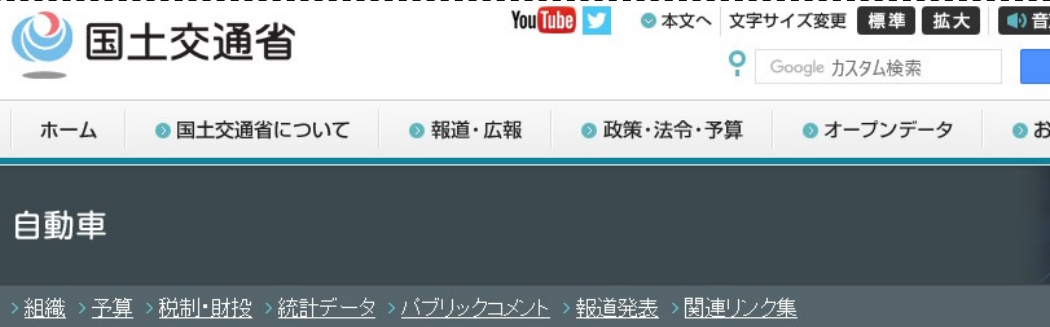 国土交通省
YouTube 本文へ 文字サイズ変更 標準 拡大 音
Google カスタム検索
ホーム 国土交通省について 報道・広報 政策・法令・予算 オープンデータ お
自動車
組織 予算 税制・財投 統計データ パブリックコメント 報道発表 関連リンク集